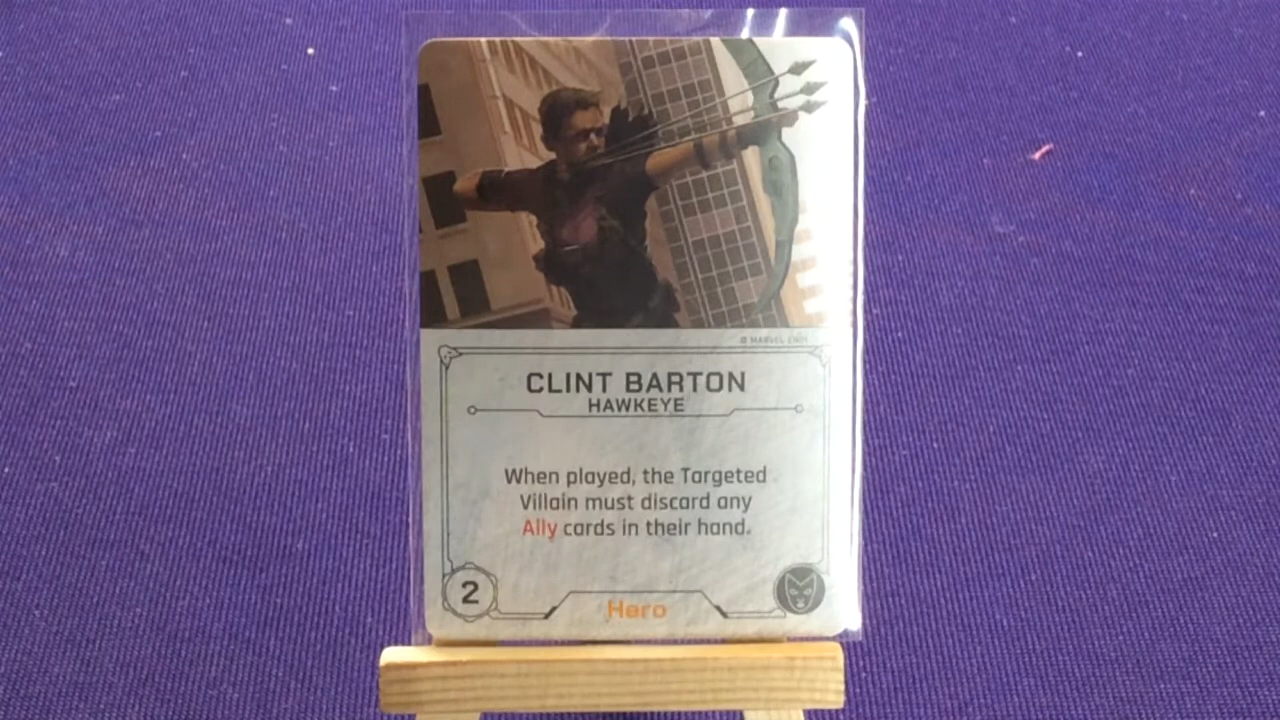 © MARVEL
CLINT BARTON
HAWKEYE
When played, the Targeted
Villain must discard any
Ally cards in their hand.
2
Hero